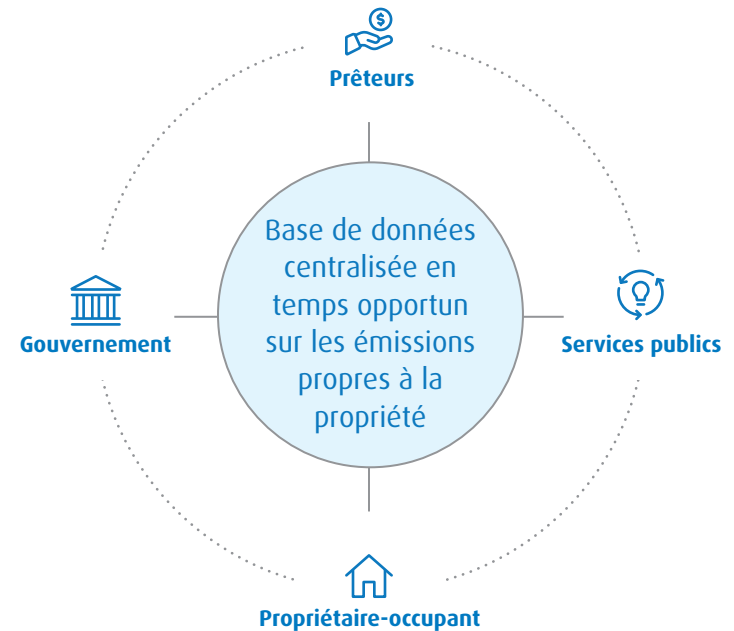 Prêteurs
Base de données
centralisée en
temps opportun
sur les émissions
propres à la
propriété
Gouvernement
Services publics
Propriétaire-occupant